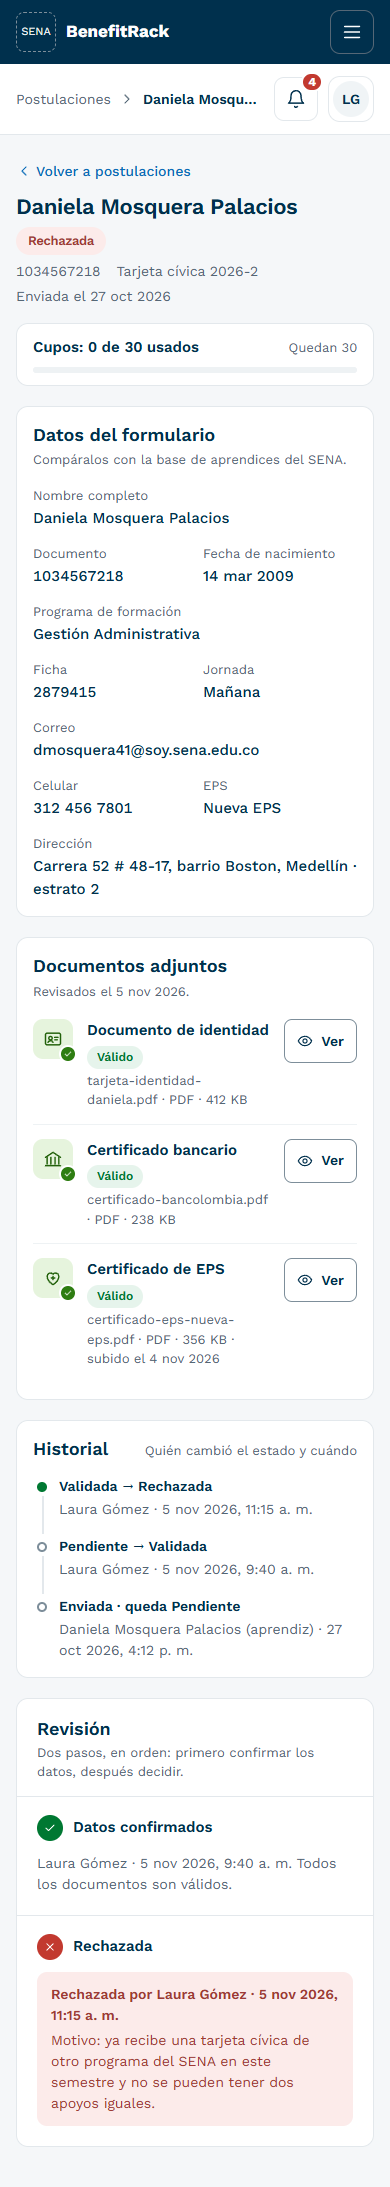 SENA BenefitRack
Postulaciones > Daniela Mosqu... 4 LG
Volver a postulaciones
Daniela Mosquera Palacios
Rechazada
1034567218 Tarjeta cívica 2026-2
Enviada el 27 oct 2026
Cupos: 0 de 30 usados Quedan 30
Datos del formulario
Compáralos con la base de aprendices del SENA.
Nombre completo
Daniela Mosquera Palacios
Documento Fecha de nacimiento
1034567218 14 mar 2009
Programa de formación
Gestión Administrativa
Ficha Jornada
2879415 Mañana
Correo
dmosquera41@soy.sena.edu.co
Celular EPS
312 456 7801 Nueva EPS
Dirección
Carrera 52 # 48-17, barrio Boston, Medellín ·
estrato 2
Documentos adjuntos
Revisados el 5 nov 2026.
Documento de identidad Ver
Válido
tarjeta-identidad-
daniela.pdf · PDF · 412 KB
Certificado bancario Ver
Válido
certificado-bancolombia.pdf
· PDF · 238 KB
Certificado de EPS Ver
Válido
certificado-eps-nueva-
eps.pdf · PDF · 356 KB ·
subido el 4 nov 2026
Historial Quién cambió el estado y cuándo
Validada → Rechazada
Laura Gómez · 5 nov 2026, 11:15 a. m.
Pendiente → Validada
Laura Gómez · 5 nov 2026, 9:40 a. m.
Enviada · queda Pendiente
Daniela Mosquera Palacios (aprendiz) · 27
oct 2026, 4:12 p. m.
Revisión
Dos pasos, en orden: primero confirmar los
datos, después decidir.
Datos confirmados
Laura Gómez · 5 nov 2026, 9:40 a. m. Todos
los documentos son válidos.
Rechazada
Rechazada por Laura Gómez · 5 nov 2026,
11:15 a. m.
Motivo: ya recibe una tarjeta cívica de
otro programa del SENA en este
semestre y no se pueden tener dos
apoyos iguales.